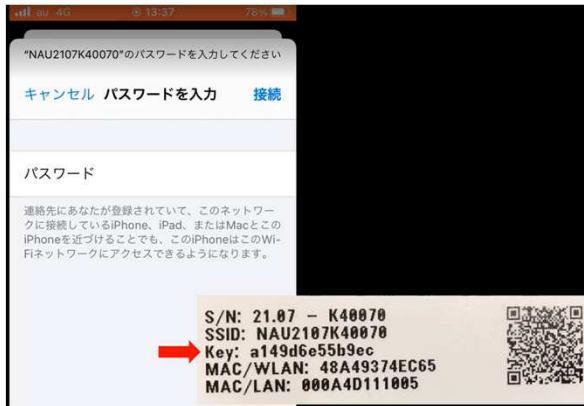 au 4G 13:37 78%
"NAU2107K40070"のパスワードを入力してください
キャンセル パスワードを入力 接続
パスワード
連絡先にあなたが登録されていて、このネットワー
クに接続しているiPhone、iPad、またはMacとこの
iPhoneを近づけることでも、このiPhoneはこのWi-
Fiネットワークにアクセスできるようになります。
S/N: 21.07 - K40070
SSID: NAU2107K40070
Key: a149d6e55b9ec
MAC/WLAN: 48A49374EC65
MAC/LAN: 000A4D111005